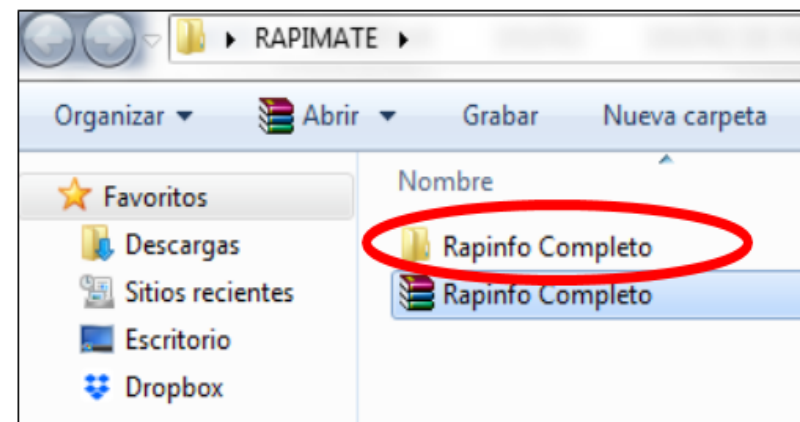 RAPIMATE
Organizar Abrir Grabar Nueva carpeta
Nombre
Favoritos
Descargas
Sitios recientes
Escritorio
Dropbox
Rapinfo Completo
Rapinfo Completo